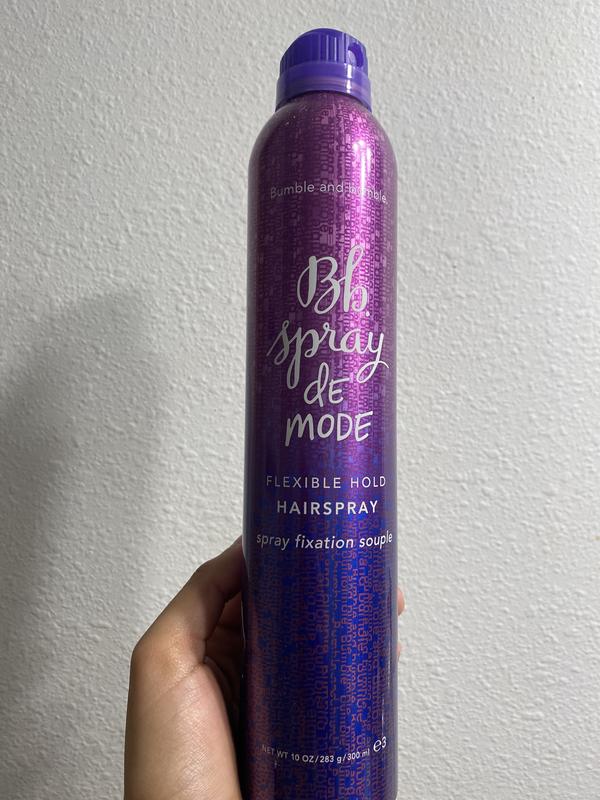 Bumble and bumble.
Bb.
spray
de
MODE
FLEXIBLE HOLD
HAIRSPRAY
spray fixation souple
NET WT 10 OZ/283 g/300 ml ℮3